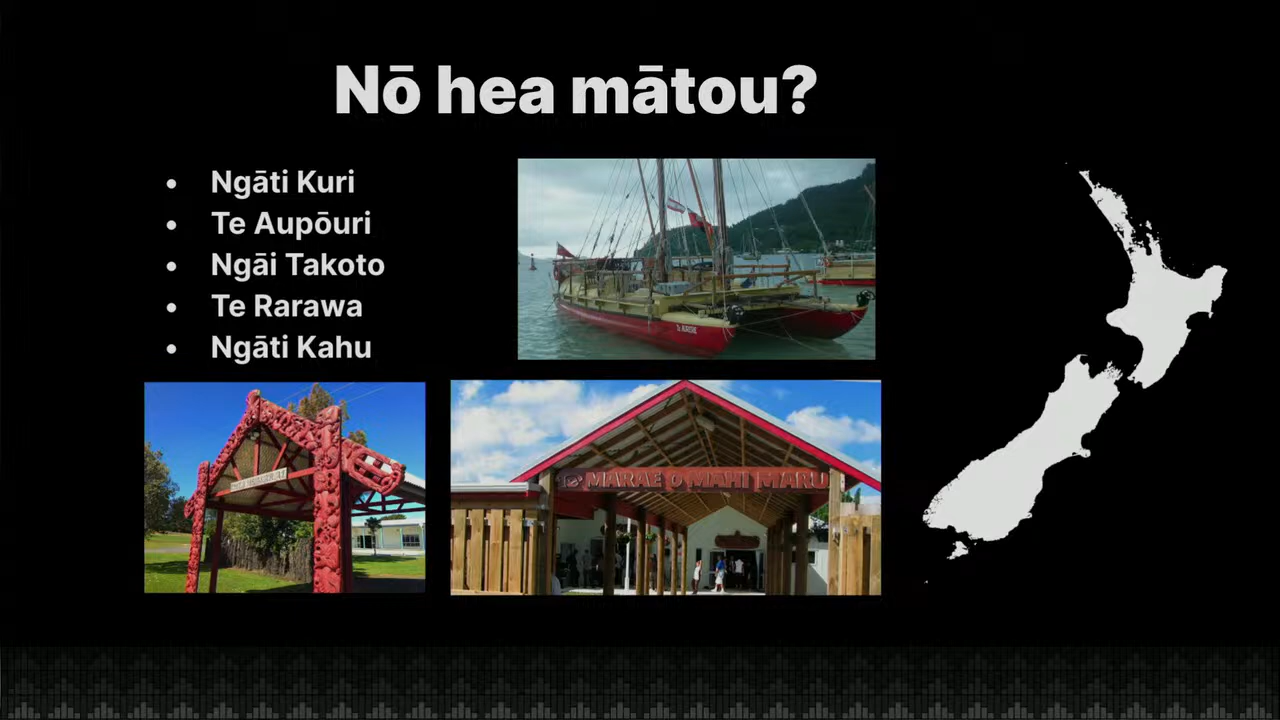 Nō hea mātou?
Ngāti Kuri
Te Aupōuri
Ngāi Takoto
Te Rarawa
Ngāti Kahu
MARAE O MAHI MARU